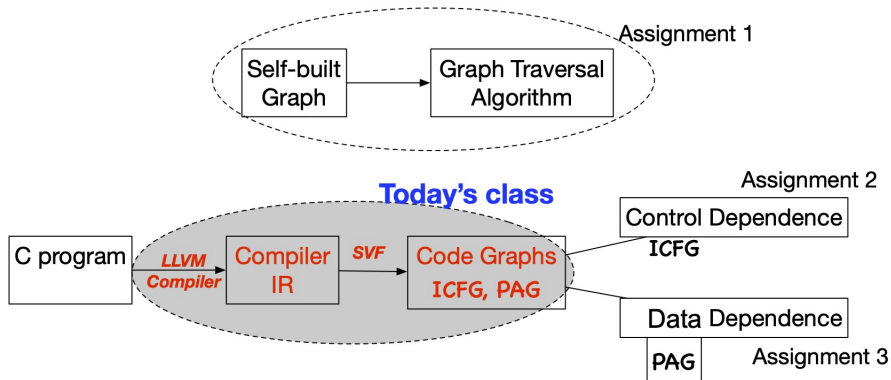 Assignment 1
Self-built
Graph
Graph Traversal
Algorithm
Today's class
Assignment 2
C program
LLVM
Compiler
Compiler
IR
SVF
Code Graphs
ICFG, PAG
Control Dependence
ICFG
Data Dependence
PAG
Assignment 3